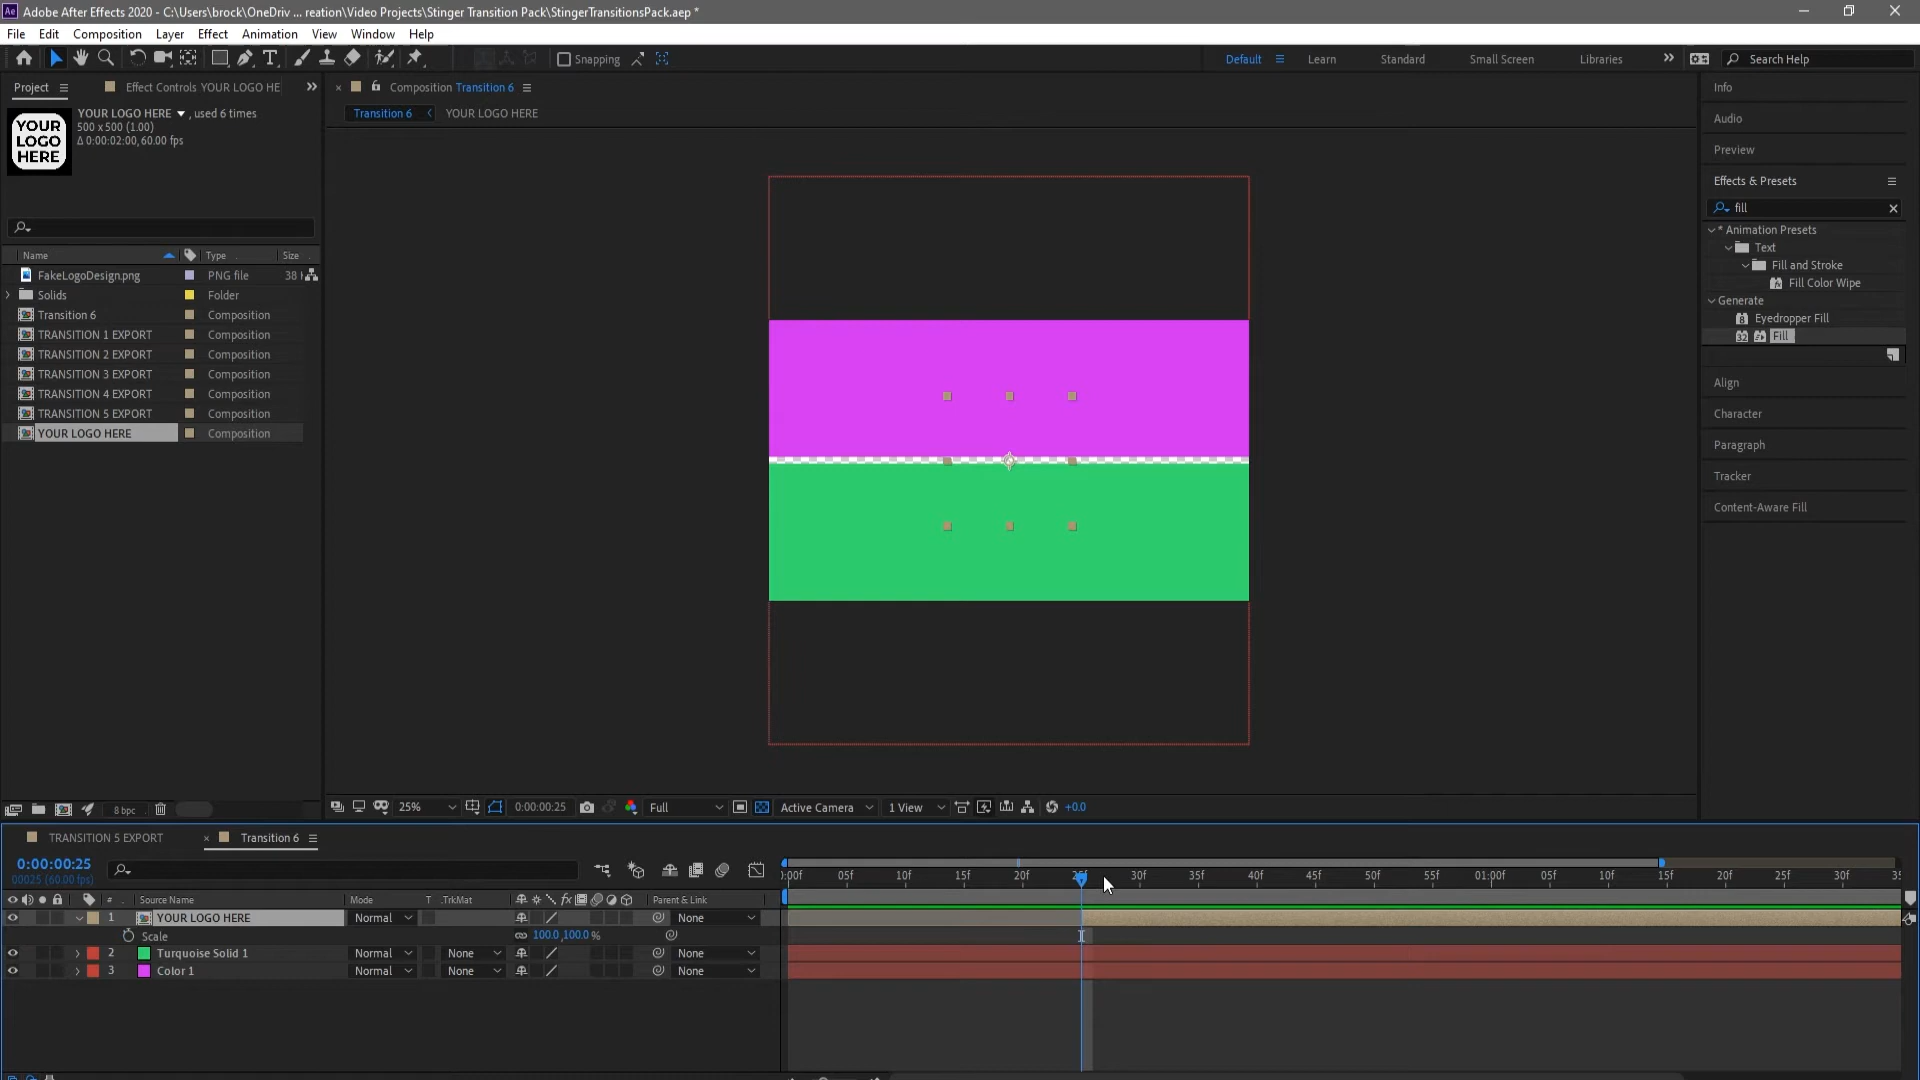 Adobe After Effects 2020 - C:\Users\brock\OneDriv ... reation\Video Projects\Stinger Transition Pack\StingerTransitionsPack.aep *
File Edit Composition Layer Effect Animation View Window Help
Snapping Default Learn Standard Small Screen Libraries Search Help
Project Effect Controls YOUR LOGO HE
Composition Transition 6
Info
YOUR LOGO HERE
YOUR LOGO HERE , used 6 times
500 x 500 (1.00)
Δ 0:00:02:00, 60.00 fps
Transition 6 YOUR LOGO HERE
Audio
Preview
Effects & Presets
fill
* Animation Presets
Text
Fill and Stroke
Fill Color Wipe
Generate
Eyedropper Fill
Fill
Align
Character
Paragraph
Tracker
Content-Aware Fill
Name Type Size
FakeLogoDesign.png PNG file 38
Solids Folder
Transition 6 Composition
TRANSITION 1 EXPORT Composition
TRANSITION 2 EXPORT Composition
TRANSITION 3 EXPORT Composition
TRANSITION 4 EXPORT Composition
TRANSITION 5 EXPORT Composition
YOUR LOGO HERE Composition
8 bpc
25% 0:00:00:25 Full Active Camera 1 View +0.0
TRANSITION 5 EXPORT Transition 6
0:00:00:25
00025 (60.00 fps)
:00f 05f 10f 15f 20f 25f 30f 35f 40f 45f 50f 55f 01:00f 05f 10f 15f 20f 25f 30f 35
# Source Name Mode T .TrkMat Parent & Link
1 YOUR LOGO HERE Normal None
Scale 100.0,100.0%
2 Turquoise Solid 1 Normal None None
3 Color 1 Normal None None